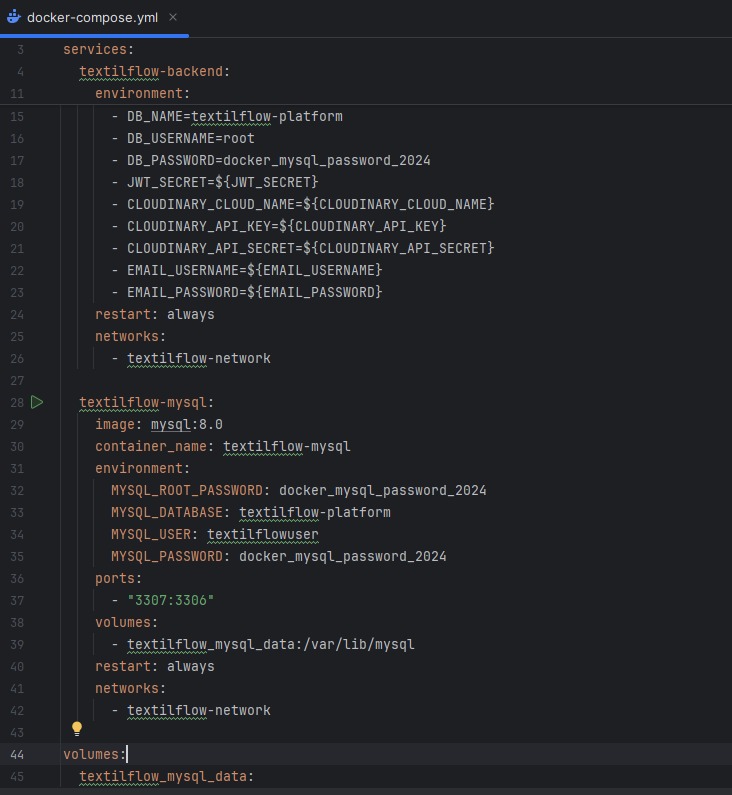 docker-compose.yml ×
3 services:
4   textilflow-backend:
11     environment:
15       - DB_NAME=textilflow-platform
16       - DB_USERNAME=root
17       - DB_PASSWORD=docker_mysql_password_2024
18       - JWT_SECRET=${JWT_SECRET}
19       - CLOUDINARY_CLOUD_NAME=${CLOUDINARY_CLOUD_NAME}
20       - CLOUDINARY_API_KEY=${CLOUDINARY_API_KEY}
21       - CLOUDINARY_API_SECRET=${CLOUDINARY_API_SECRET}
22       - EMAIL_USERNAME=${EMAIL_USERNAME}
23       - EMAIL_PASSWORD=${EMAIL_PASSWORD}
24     restart: always
25     networks:
26       - textilflow-network
27
28   textilflow-mysql:
29     image: mysql:8.0
30     container_name: textilflow-mysql
31     environment:
32       MYSQL_ROOT_PASSWORD: docker_mysql_password_2024
33       MYSQL_DATABASE: textilflow-platform
34       MYSQL_USER: textilflowuser
35       MYSQL_PASSWORD: docker_mysql_password_2024
36     ports:
37       - "3307:3306"
38     volumes:
39       - textilflow_mysql_data:/var/lib/mysql
40     restart: always
41     networks:
42       - textilflow-network
43
44 volumes:
45   textilflow_mysql_data: